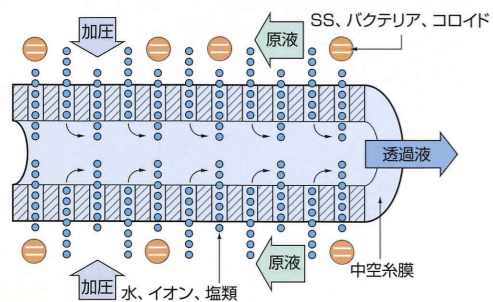 SS、バクテリア、コロイド
加圧
原液
透過液
原液
中空糸膜
加圧
水、イオン、塩類